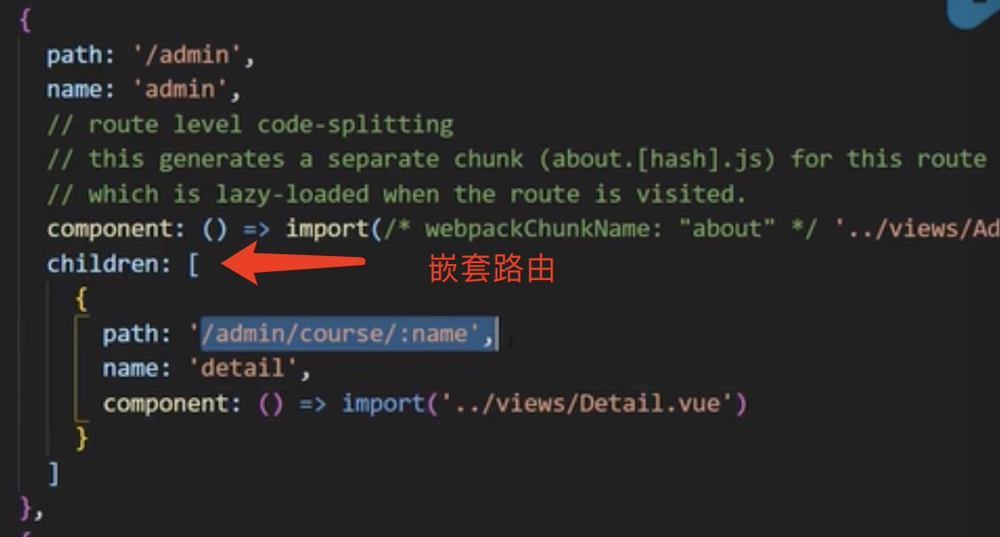 {
path: '/admin',
name: 'admin',
// route level code-splitting
// this generates a separate chunk (about.[hash].js) for this route
// which is lazy-loaded when the route is visited.
component: () => import(/* webpackChunkName: "about" */ '../views/Ad
children: [ 嵌套路由
{
path: '/admin/course/:name',
name: 'detail',
component: () => import('../views/Detail.vue')
}
]
},